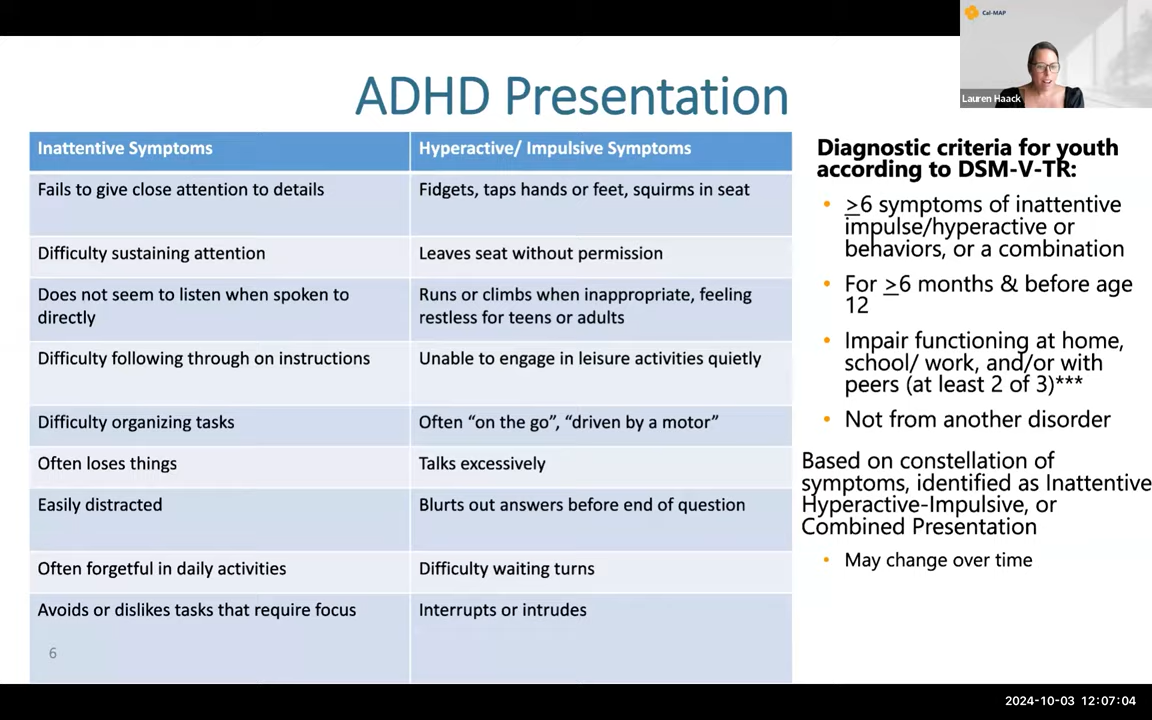 Cal-MAP
Lauren Haack
ADHD Presentation
Inattentive Symptoms
Hyperactive/ Impulsive Symptoms
Fails to give close attention to details
Fidgets, taps hands or feet, squirms in seat
Difficulty sustaining attention
Leaves seat without permission
Does not seem to listen when spoken to
directly
Runs or climbs when inappropriate, feeling
restless for teens or adults
Difficulty following through on instructions
Unable to engage in leisure activities quietly
Difficulty organizing tasks
Often “on the go”, “driven by a motor”
Often loses things
Talks excessively
Easily distracted
Blurts out answers before end of question
Often forgetful in daily activities
Difficulty waiting turns
Avoids or dislikes tasks that require focus
Interrupts or intrudes
6
Diagnostic criteria for youth
according to DSM-V-TR:
• >6 symptoms of inattentive
impulse/hyperactive or
behaviors, or a combination
• For >6 months & before age
12
• Impair functioning at home,
school/ work, and/or with
peers (at least 2 of 3)***
• Not from another disorder
Based on constellation of
symptoms, identified as Inattentive
Hyperactive-Impulsive, or
Combined Presentation
• May change over time
2024-10-03 12:07:04